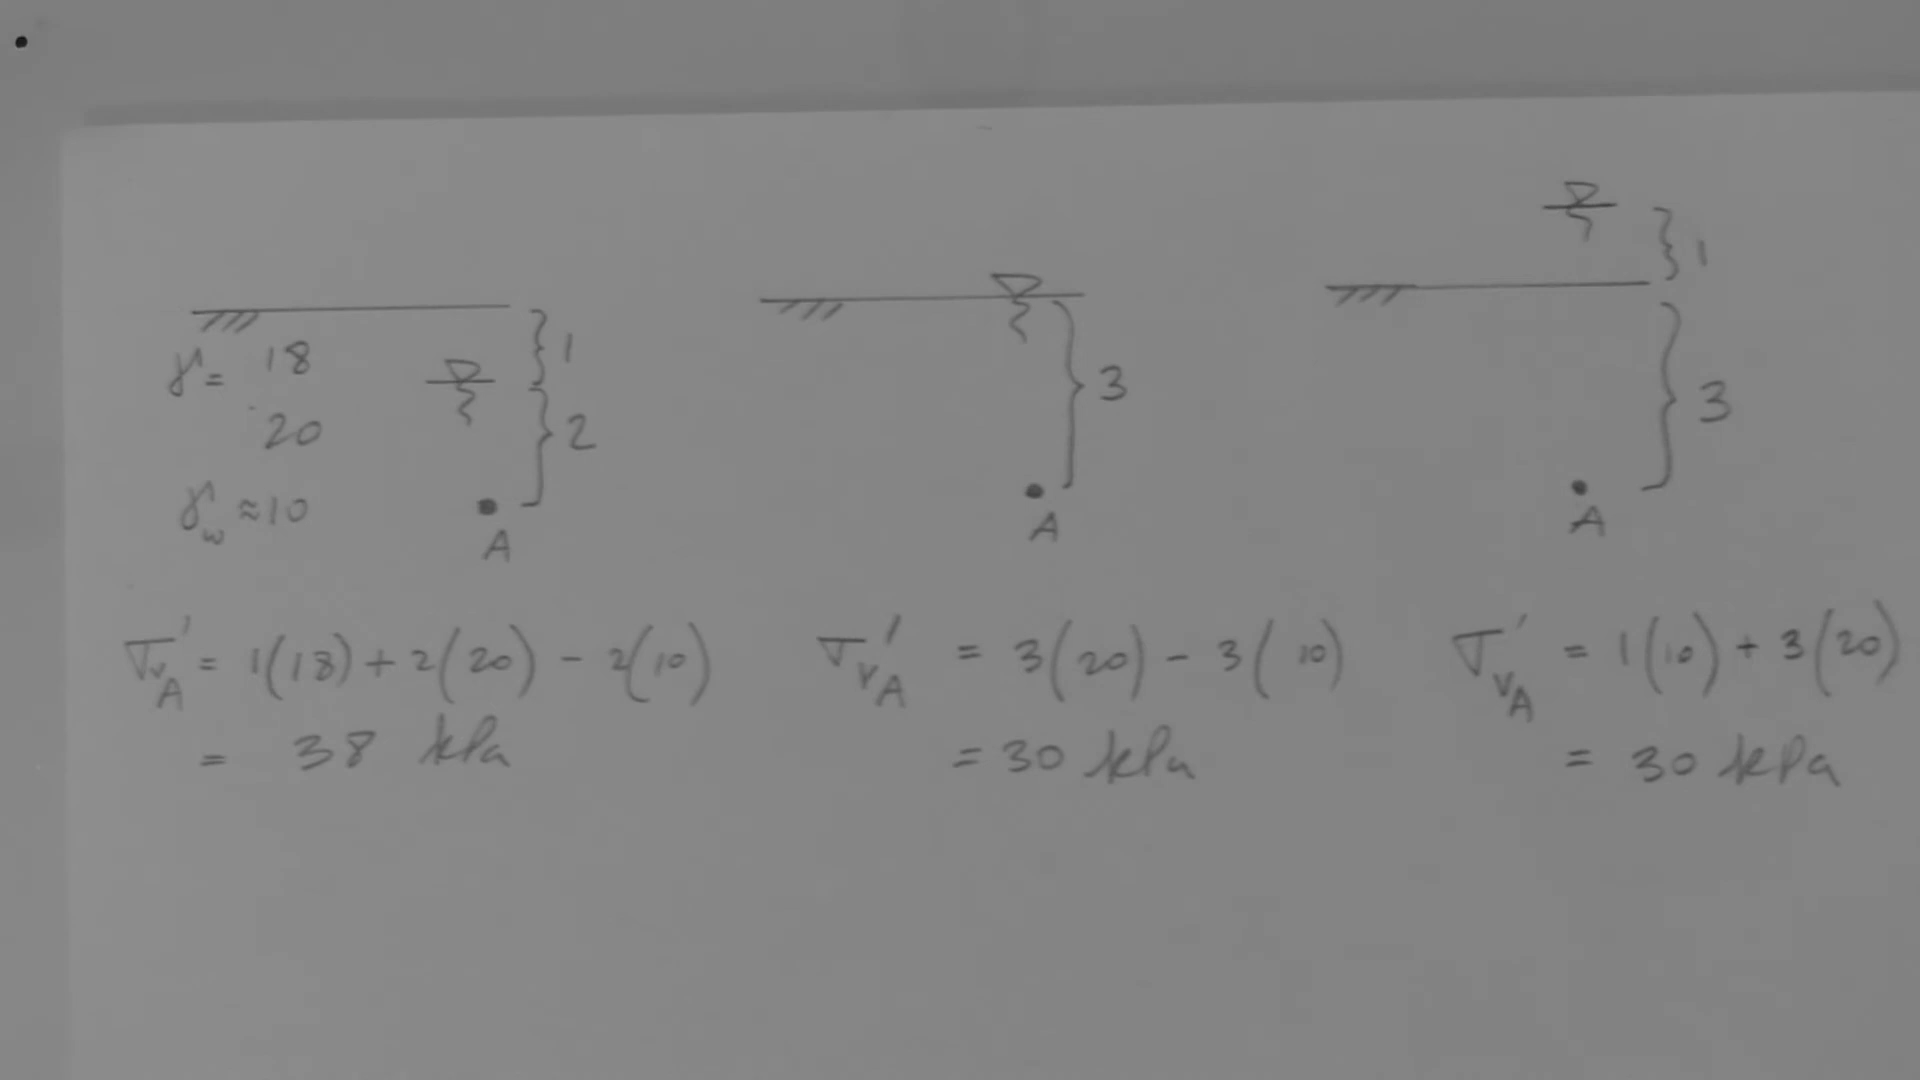 1
1
γ = 18
3
3
20
2
γw ≈ 10
A
A
A
σ'vA = 1(18) + 2(20) - 2(10)
= 38 kPa
σ'vA = 3(20) - 3(10)
= 30 kPa
σ'vA = 1(10) + 3(20)
= 30 kPa